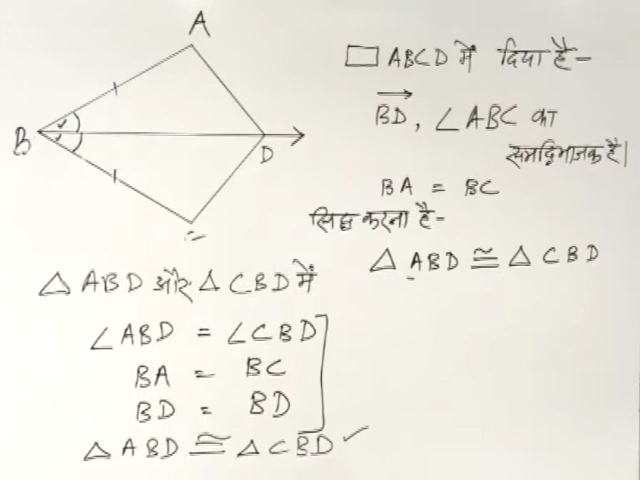 A
B
D
□ ABCD में दिया है-
BD, ∠ABC का
समद्विभाजक है।
BA = BC
सिद्ध करना है-
△ ABD ≅ △ CBD
△ ABD और △ CBD में
∠ABD = ∠CBD
BA = BC
BD = BD
△ ABD ≅ △ CBD ✓